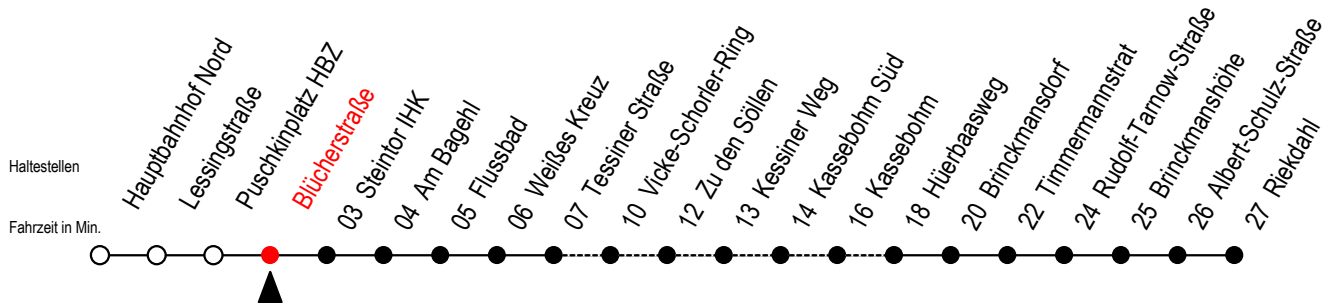 Haltestellen
Fahrzeit in Min.
Hauptbahnhof Nord
Lessingstraße
Puschkinplatz HBZ
Blücherstraße
03 Steintor IHK
04 Am Bagehl
05 Flussbad
06 Weißes Kreuz
07 Tessiner Straße
10 Vicke-Schorler-Ring
12 Zu den Söllen
13 Kessiner Weg
14 Kassebohm Süd
16 Kassebohm
18 Hüerbaasweg
20 Brinckmansdorf
22 Timmermannstrat
24 Rudolf-Tarnow-Straße
25 Brinckmanshöhe
26 Albert-Schulz-Straße
27 Riekdahl